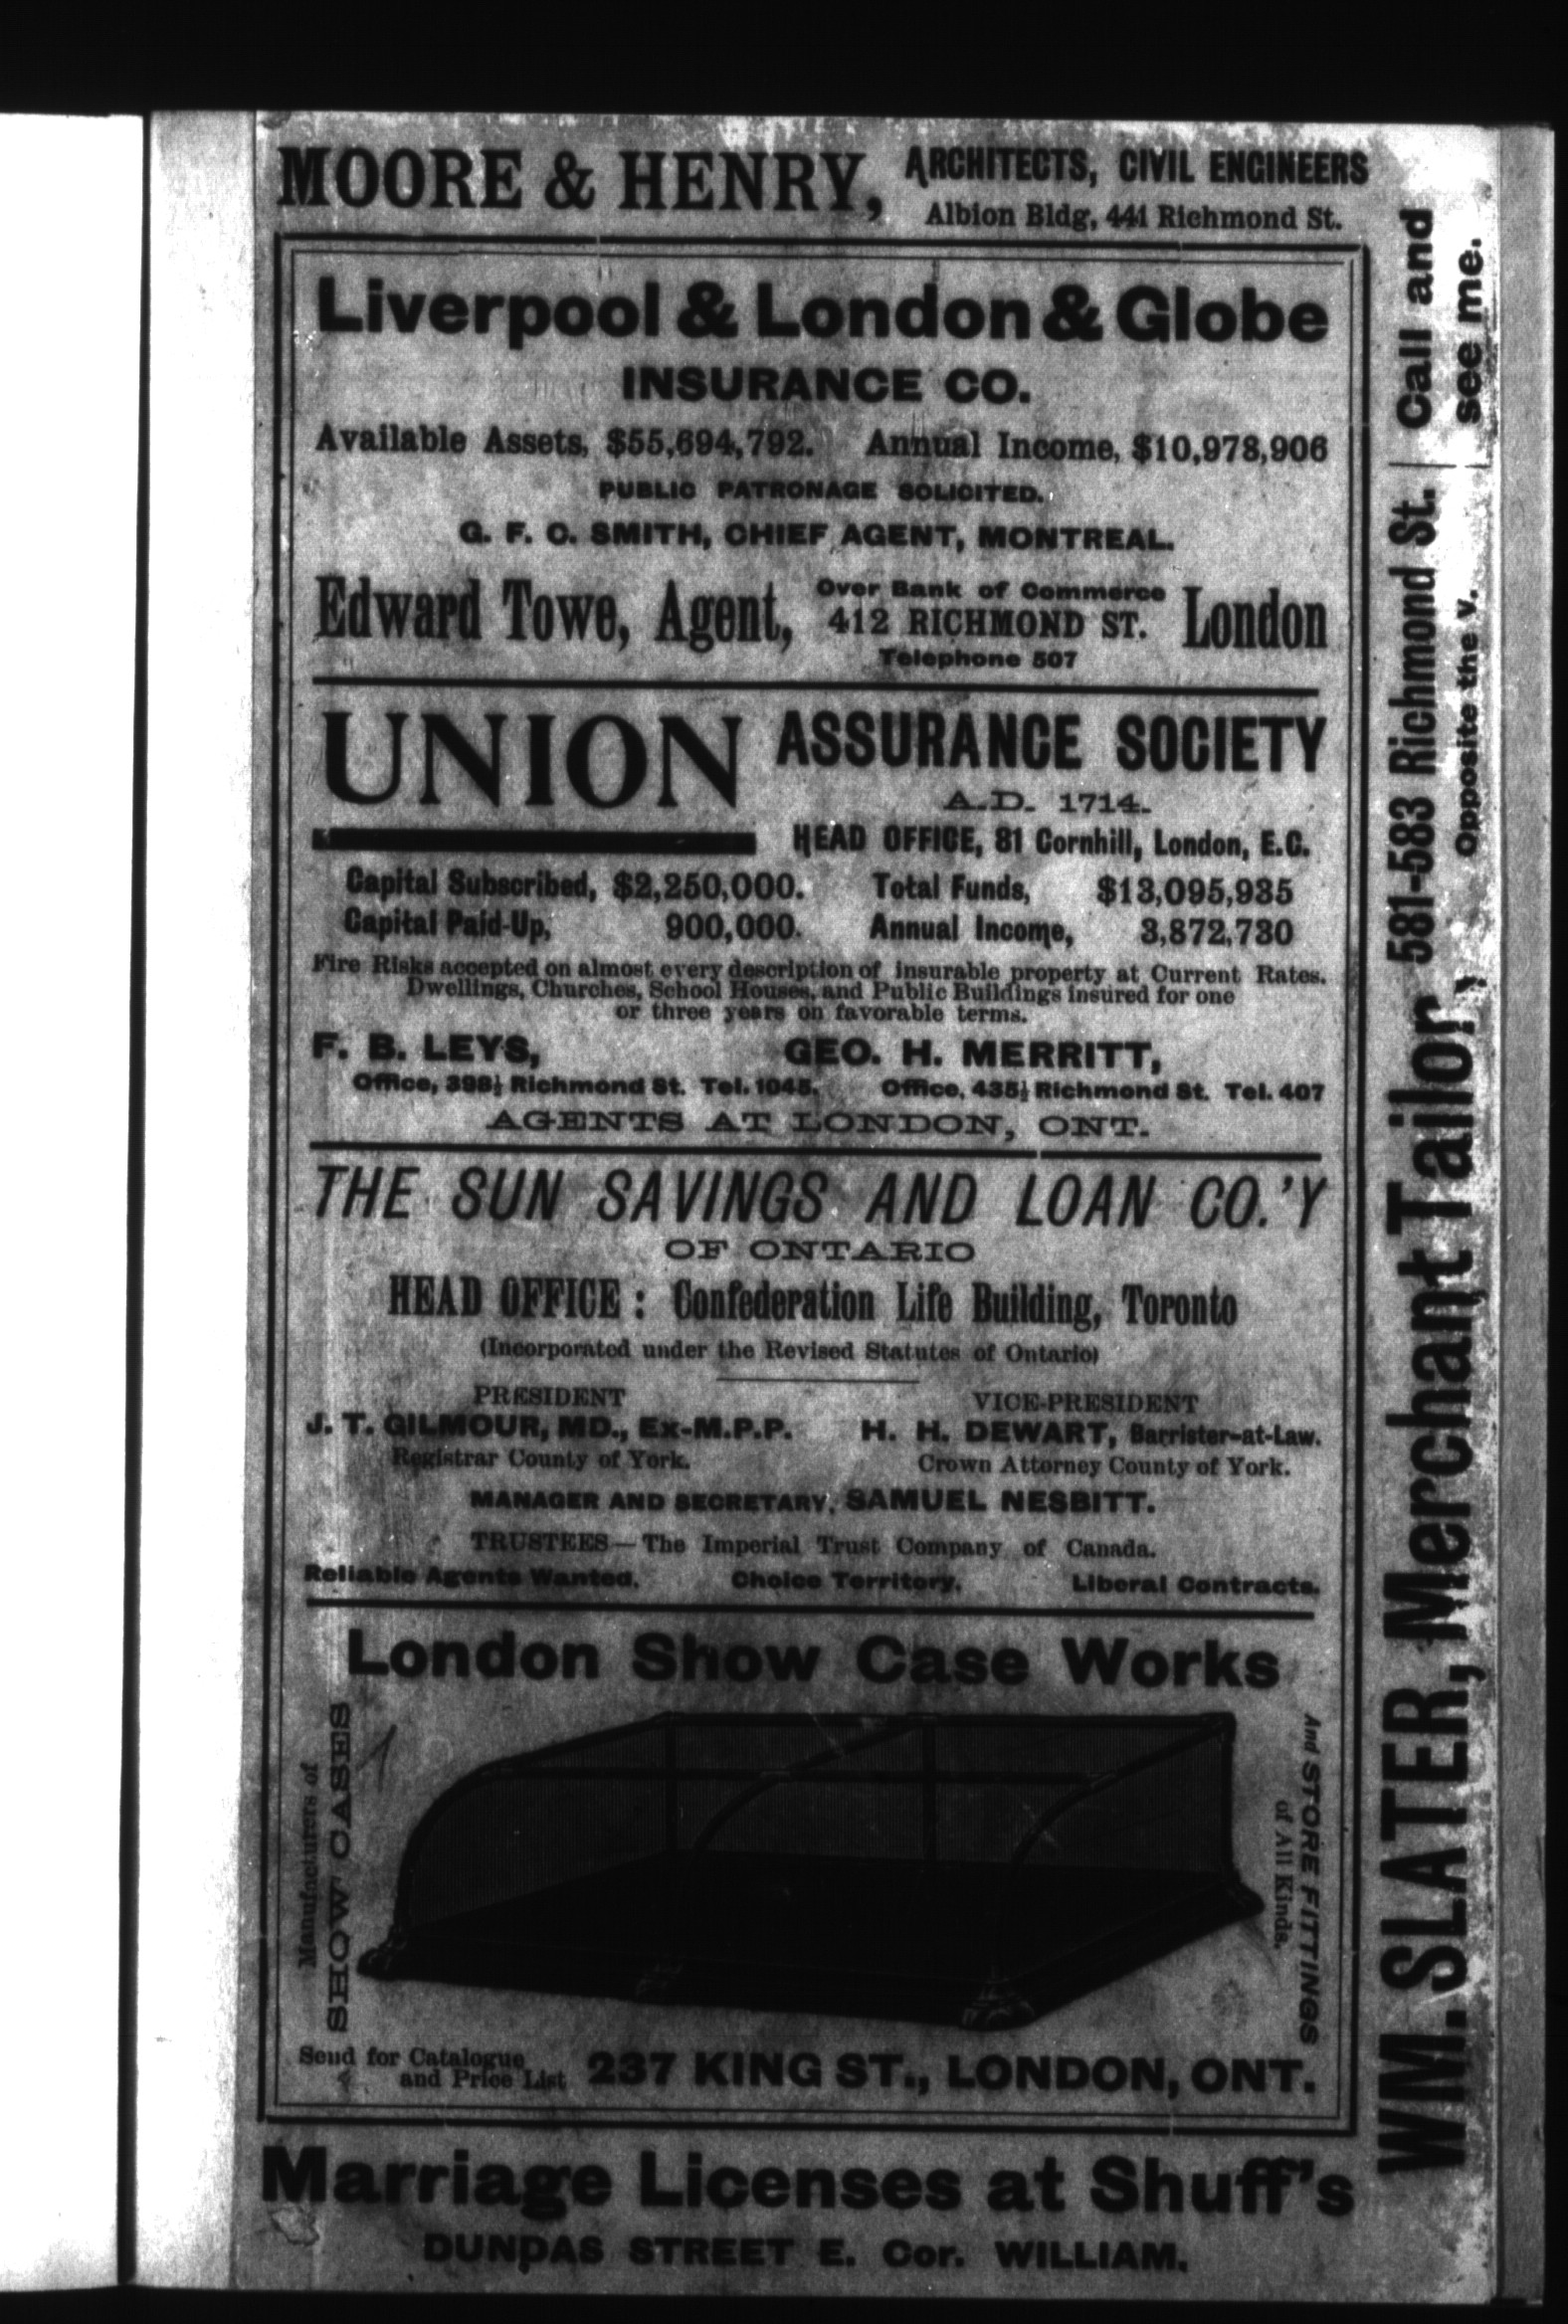 MOORE & HENRY, ARCHITECTS, CIVIL ENGINEERS
Albion Bldg, 441 Richmond St.
Liverpool & London & Globe
INSURANCE CO.
Available Assets, $55,694,792. Annual Income, $10,978,906
PUBLIC PATRONAGE SOLICITED.
G. F. C. SMITH, CHIEF AGENT, MONTREAL.
Edward Towe, Agent, Over Bank of Commerce
412 RICHMOND ST. London
Telephone 507
UNION ASSURANCE SOCIETY
A.D. 1714.
HEAD OFFICE, 81 Cornhill, London, E.C.
Capital Subscribed, $2,250,000. Total Funds, $13,095,935
Capital Paid-Up, 900,000. Annual Income, 3,872,730
Fire Risks accepted on almost every description of insurable property at Current Rates.
Dwellings, Churches, School Houses, and Public Buildings insured for one
or three years on favorable terms.
F. B. LEYS, GEO. H. MERRITT,
Office, 398½ Richmond St. Tel. 1045. Office, 435½ Richmond St. Tel. 407
AGENTS AT LONDON, ONT.
THE SUN SAVINGS AND LOAN CO.'Y
OF ONTARIO
HEAD OFFICE: Confederation Life Building, Toronto
(Incorporated under the Revised Statutes of Ontario)
PRESIDENT VICE-PRESIDENT
J. T. GILMOUR, MD., Ex-M.P.P. H. H. DEWART, Barrister-at-Law.
Registrar County of York. Crown Attorney County of York.
MANAGER AND SECRETARY, SAMUEL NESBITT.
TRUSTEES—The Imperial Trust Company of Canada.
Reliable Agents Wanted. Choice Territory. Liberal Contracts.
London Show Case Works
Manufacturers of
SHOW CASES
And STORE FITTINGS
of All Kinds.
Send for Catalogue
and Price List 237 KING ST., LONDON, ONT.
Marriage Licenses at Shuff's
DUNDAS STREET E. Cor. WILLIAM.
WM. SLATER, Merchant Tailor, 581-583 Richmond St. Call and
Opposite the V. see me.